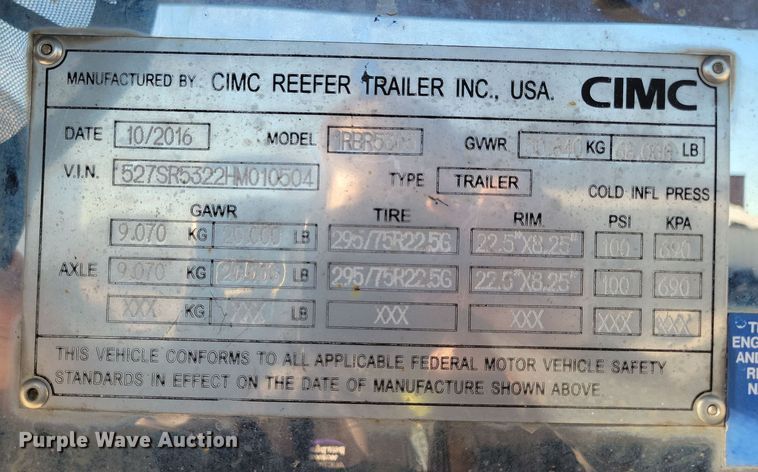 MANUFACTURED BY CIMC REEFER TRAILER INC., USA. CIMC
DATE 10/2016 MODEL GVWR KG LB
V.I.N. 527SR5322HM010504 TYPE TRAILER COLD INFL PRESS
GAWR TIRE RIM PSI KPA
9.070 KG 20.000 LB 295/75R22.5G 22.5"X8.25" 100 690
AXLE 9.070 KG LB 295/75R22.5G 22.5"X8.25" 100 690
XXX KG XXX LB XXX XXX XXX XXX
THIS VEHICLE CONFORMS TO ALL APPLICABLE FEDERAL MOTOR VEHICLE SAFETY
STANDARDS IN EFFECT ON THE DATE OF MANUFACTURE SHOWN ABOVE.
Purple Wave Auction